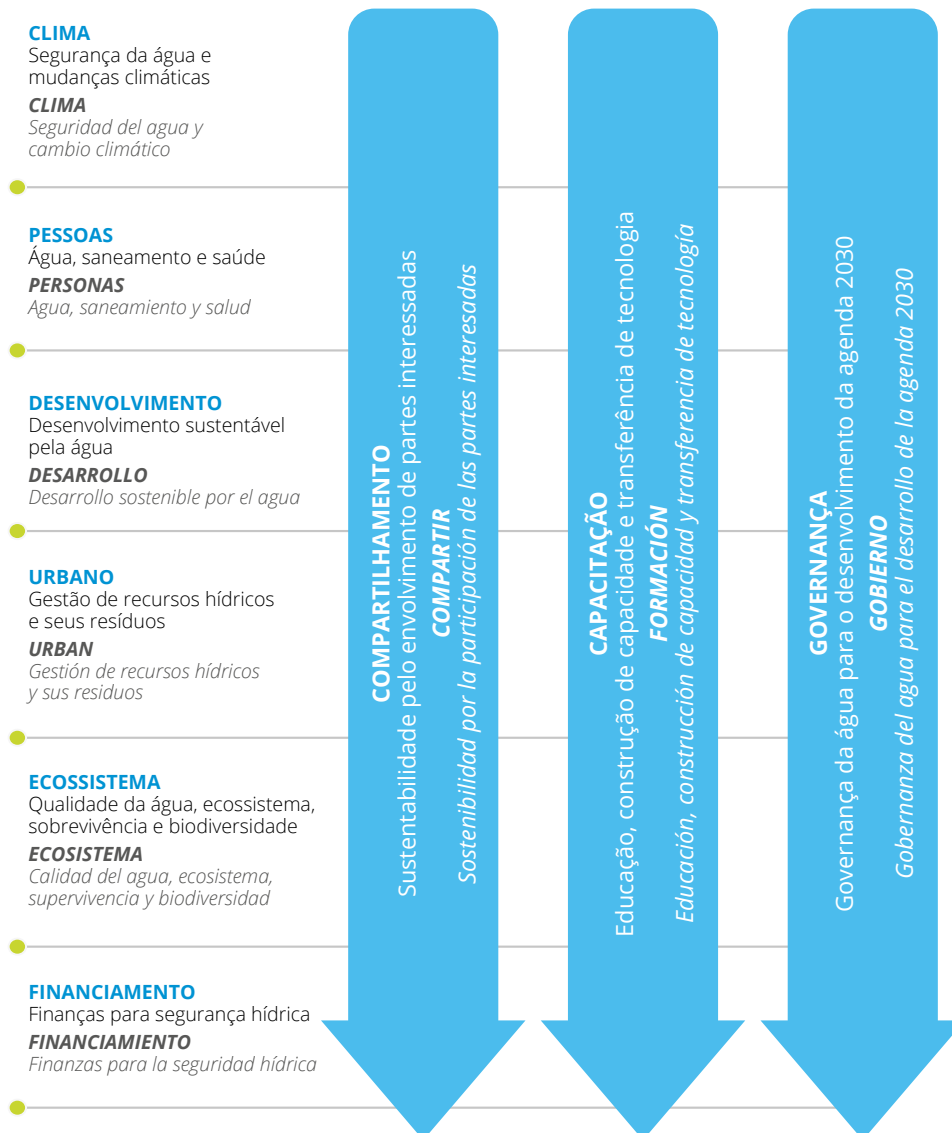 CLIMA
Segurança da água e
mudanças climáticas
CLIMA
Seguridad del agua y
cambio climático
PESSOAS
Água, saneamento e saúde
PERSONAS
Agua, saneamiento y salud
DESENVOLVIMENTO
Desenvolvimento sustentável
pela água
DESARROLLO
Desarrollo sostenible por el agua
URBANO
Gestão de recursos hídricos
e seus resíduos
URBAN
Gestión de recursos hídricos
y sus residuos
ECOSSISTEMA
Qualidade da água, ecossistema,
sobrevivência e biodiversidade
ECOSISTEMA
Calidad del agua, ecosistema,
supervivencia y biodiversidad
FINANCIAMENTO
Finanças para segurança hídrica
FINANCIAMIENTO
Finanzas para la seguridad hídrica
COMPARTILHAMENTO
Sustentabilidade pelo envolvimento de partes interessadas
COMPARTIR
Sostenibilidad por la participación de las partes interesadas
CAPACITAÇÃO
Educação, construção de capacidade e transferência de tecnologia
FORMACIÓN
Educación, construcción de capacidad y transferencia de tecnología
GOVERNANÇA
Governança da água para o desenvolvimento da agenda 2030
GOBIERNO
Gobernanza del agua para el desarrollo de la agenda 2030